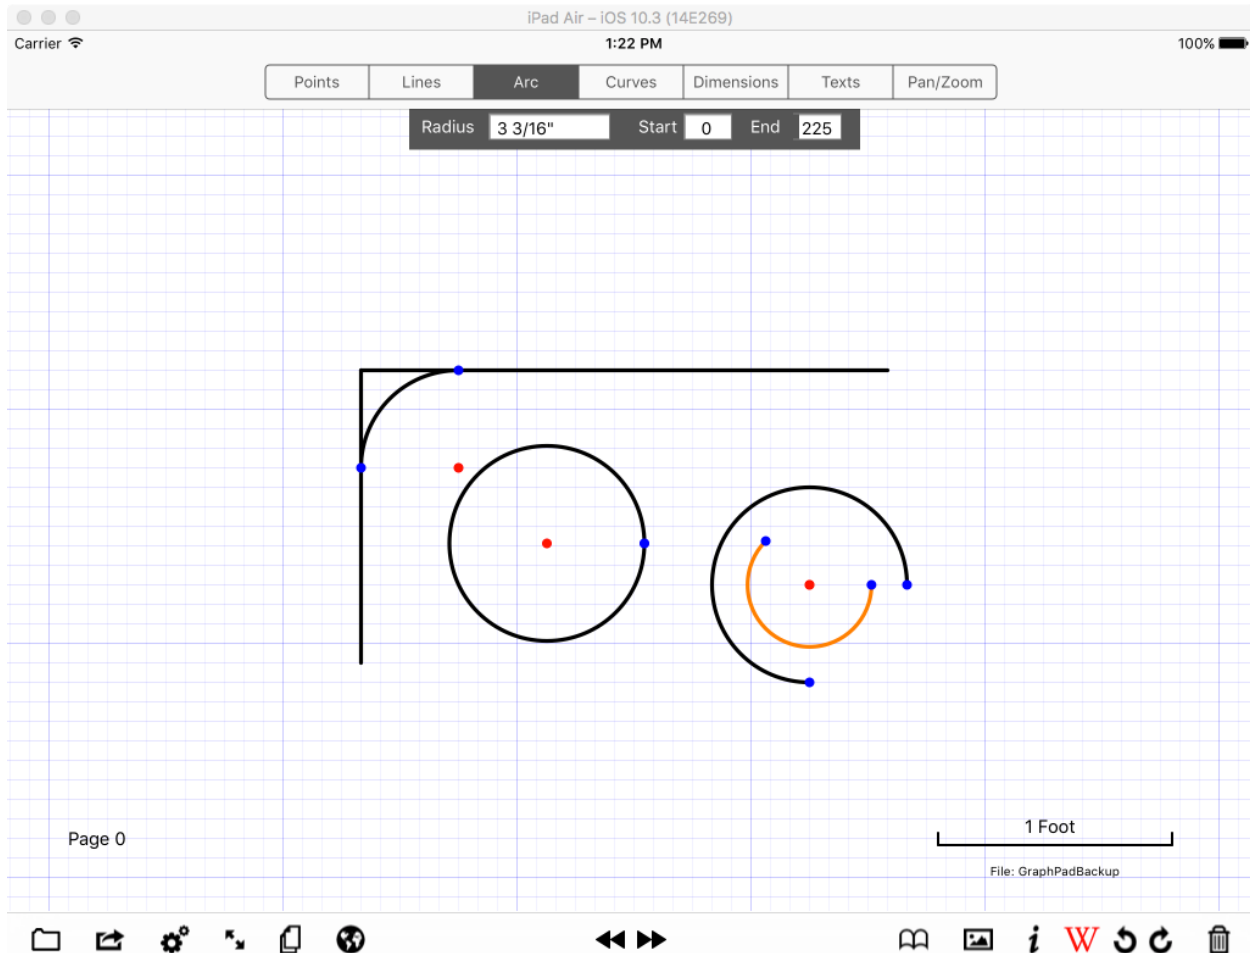 iPad Air – iOS 10.3 (14E269)
Carrier 1:22 PM 100%
Points Lines Arc Curves Dimensions Texts Pan/Zoom
Radius 3 3/16" Start 0 End 225
1 Foot
Page 0
File: GraphPadBackup
i W